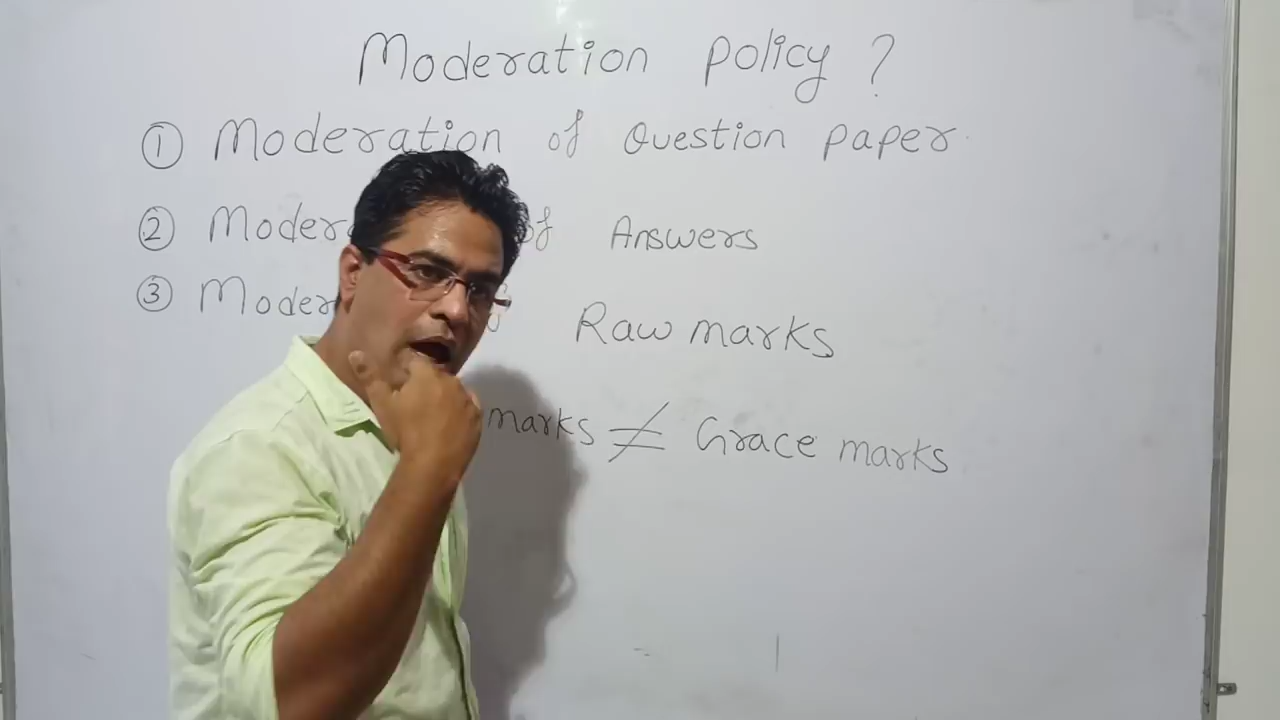 Moderation Policy ?
① Moderation of Question paper.
② Moder of Answers
③ Moder Raw marks
marks ≠ Grace marks